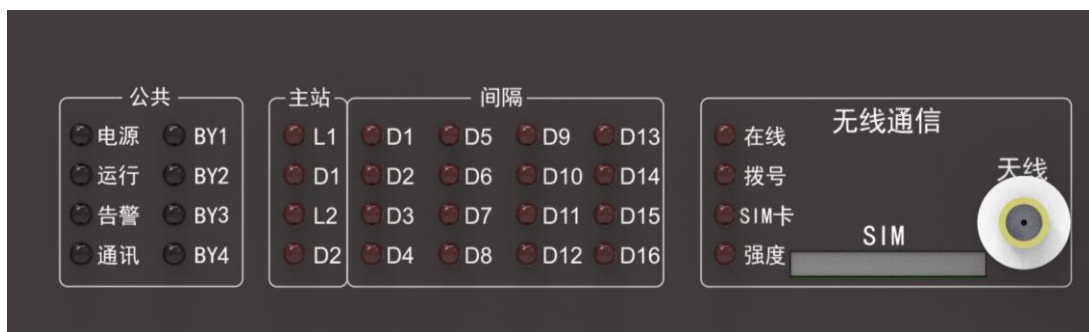 公共
电源 BY1
运行 BY2
告警 BY3
通讯 BY4
主站
L1
D1
L2
D2
间隔
D1 D5 D9 D13
D2 D6 D10 D14
D3 D7 D11 D15
D4 D8 D12 D16
无线通信
在线
拨号
SIM卡
强度
SIM
天线